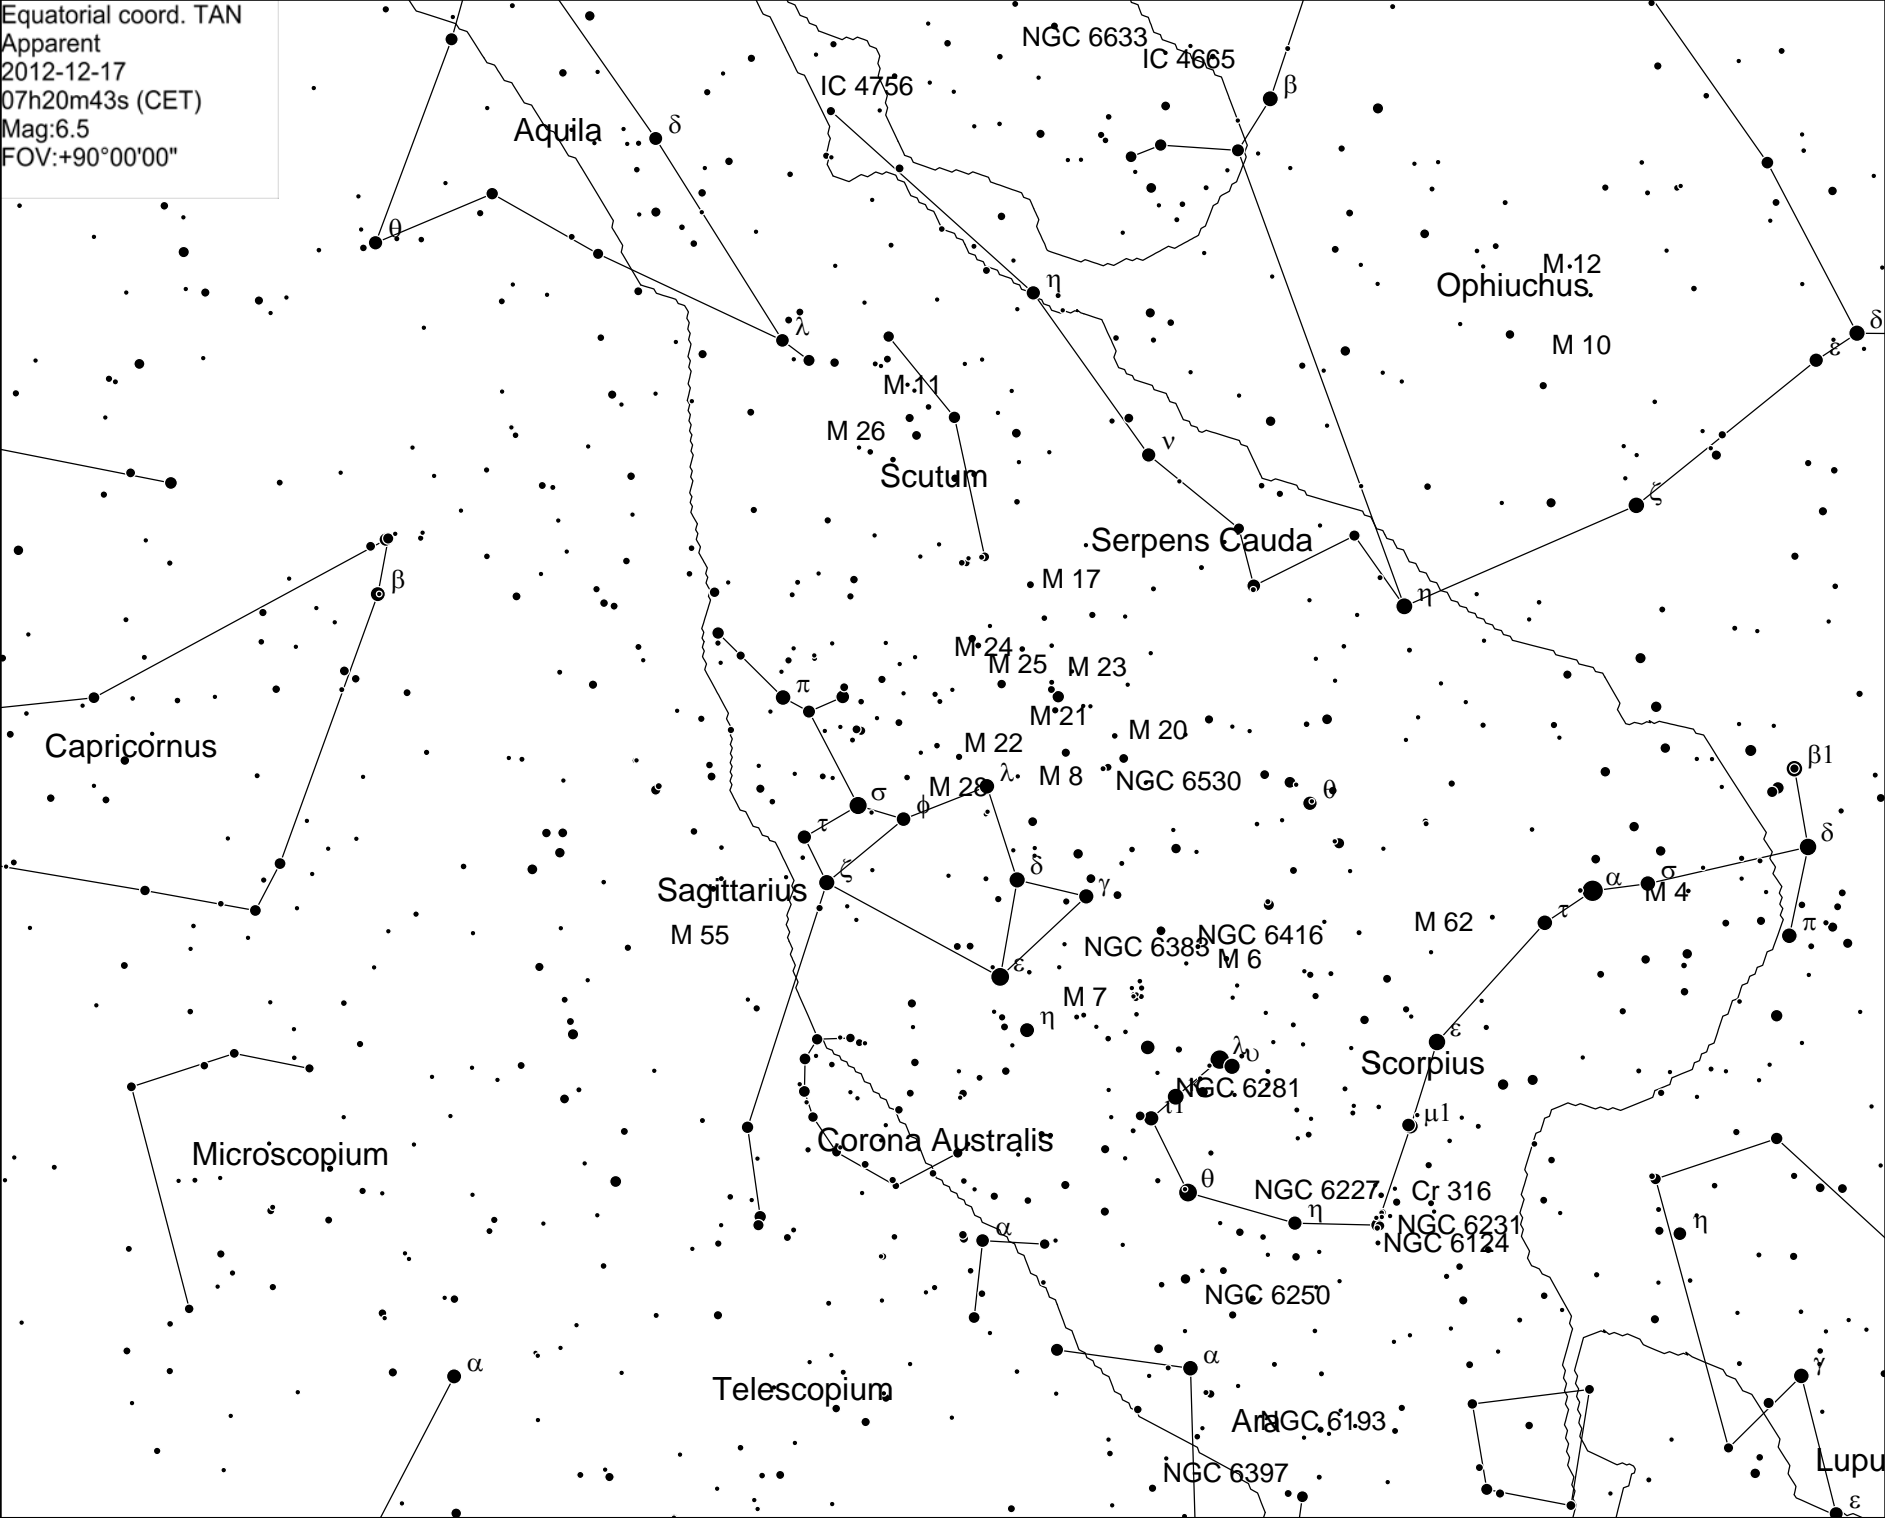 Equatorial coord. TAN
Apparent
2012-12-17
07h20m43s (CET)
Mag:6.5
FOV:+90°00'00"
NGC 6633
IC 4665
IC 4756
β
Aquila
δ
θ
M 12
Ophiuchus
η
δ
λ
M 10
ε
M 11
M 26
ν
Scutum
ζ
Serpens Cauda
β
M 17
η
M 24
M 25
M 23
π
M 21
M 20
Capricornus
M 22
β1
λ
M 8
NGC 6530
M 28
θ
σ
φ
τ
δ
δ
ζ
σ
α
γ
Sagittarius
M 4
τ
M 62
π
M 55
NGC 6383
NGC 6416
M 6
ε
M 7
η
ε
λ
υ
Scorpius
κ
NGC 6281
ι1
μ1
Corona Australis
Microscopium
θ
NGC 6227
Cr 316
η
NGC 6231
η
α
NGC 6124
NGC 6250
α
α
γ
Telescopium
Ara
NGC 6193
Lupu
NGC 6397
ε